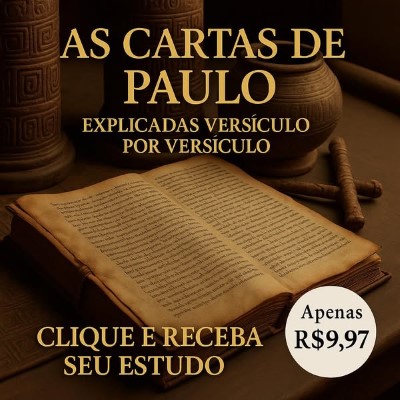 AS CARTAS DE
PAULO
EXPLICADAS VERSÍCULO
POR VERSÍCULO
CLIQUE E RECEBA
SEU ESTUDO
Apenas
R$9,97